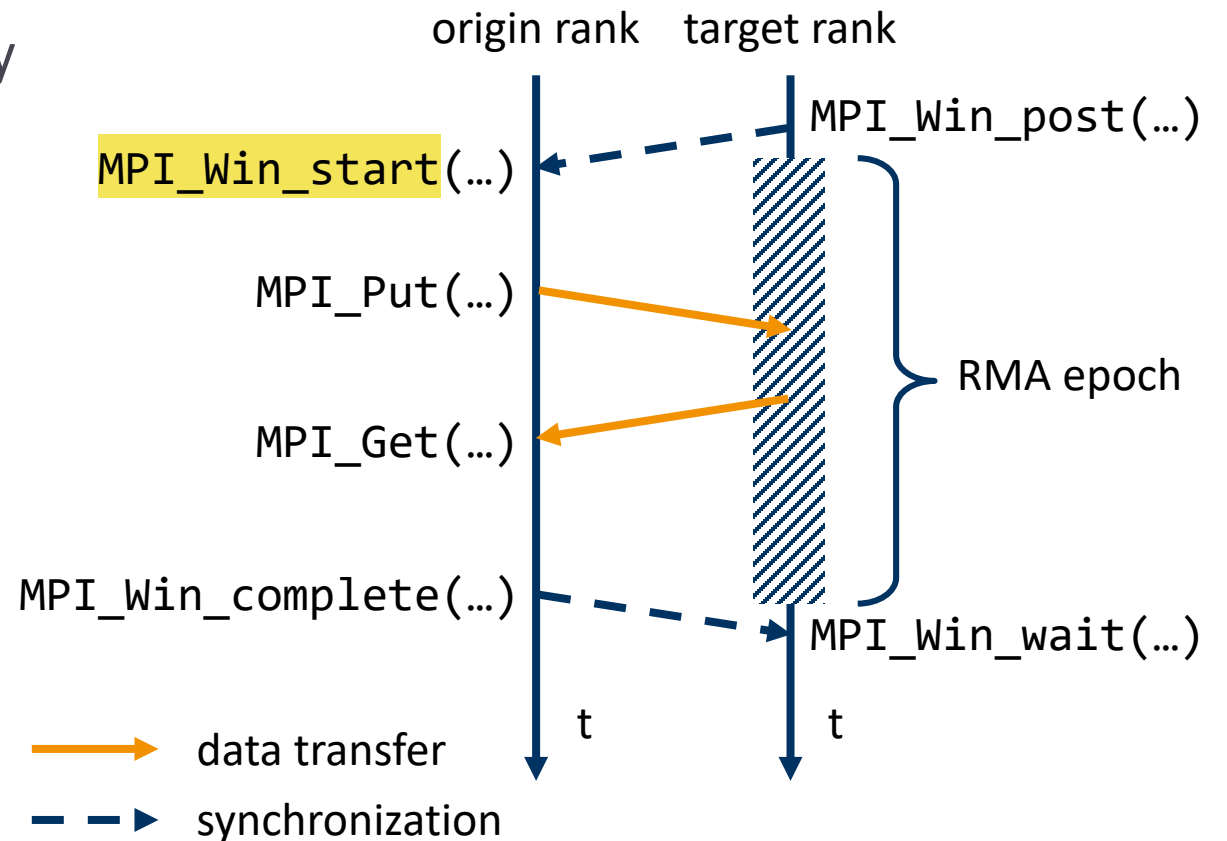 y
origin rank target rank
MPI_Win_post(…)
MPI_Win_start(…)
MPI_Put(…)
RMA epoch
MPI_Get(…)
MPI_Win_complete(…)
MPI_Win_wait(…)
t t
data transfer
synchronization